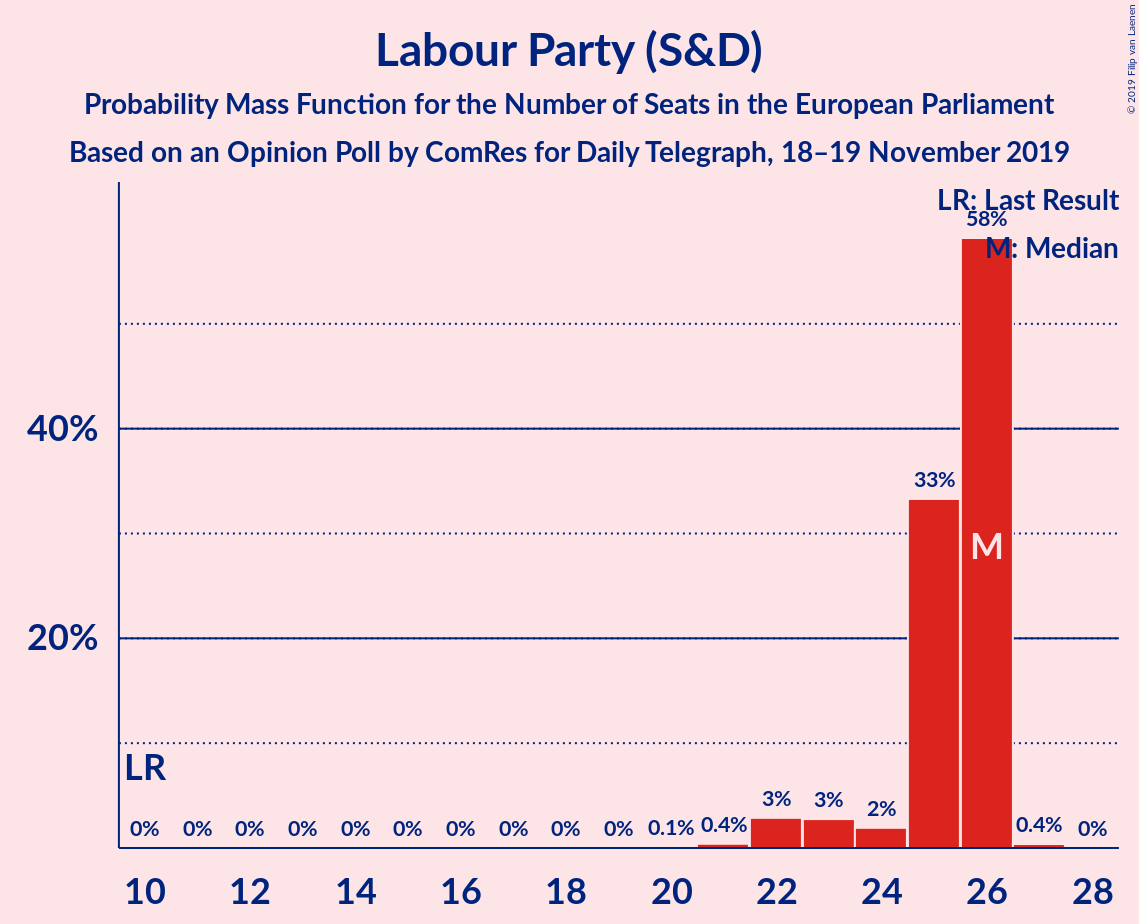 Labour Party (S&D)
Probability Mass Function for the Number of Seats in the European Parliament
Based on an Opinion Poll by ComRes for Daily Telegraph, 18–19 November 2019
© 2019 Filip van Laenen
LR: Last Result
58%
M: Median
40%
33%
M
20%
LR
0% 0% 0% 0% 0% 0% 0% 0% 0% 0% 0.1% 0.4% 3% 3% 2% 0.4% 0%
10 12 14 16 18 20 22 24 26 28